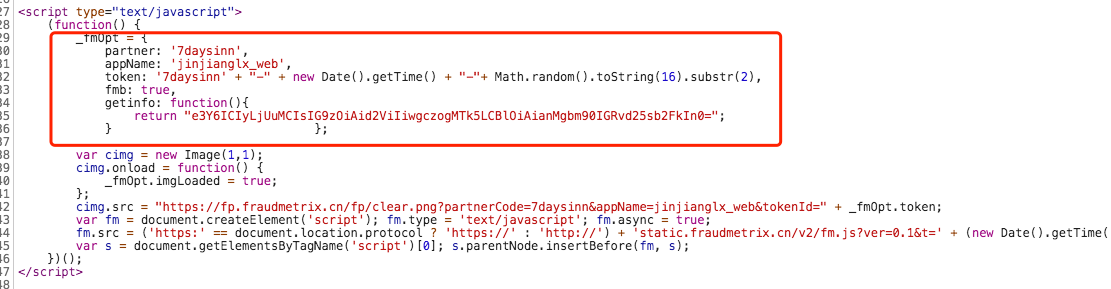 27 <script type="text/javascript">
28 (function() {
29 _fmOpt = {
30 partner: '7daysinn',
31 appName: 'jinjianglx_web',
32 token: '7daysinn' + "-" + new Date().getTime() + "-"+ Math.random().toString(16).substr(2),
33 fmb: true,
34 getinfo: function(){
35 return "e3Y6ICIyLjUuMCIsIG9zOiAid2ViIiwgczogMTk5LCBlOiAianMgbm90IGRvd25sb2FkIn0=";
36 } };
37
38 var cimg = new Image(1,1);
39 cimg.onload = function() {
40 _fmOpt.imgLoaded = true;
41 };
42 cimg.src = "https://fp.fraudmetrix.cn/fp/clear.png?partnerCode=7daysinn&appName=jinjianglx_web&tokenId=" + _fmOpt.token;
43 var fm = document.createElement('script'); fm.type = 'text/javascript'; fm.async = true;
44 fm.src = ('https:' == document.location.protocol ? 'https://' : 'http://') + 'static.fraudmetrix.cn/v2/fm.js?ver=0.1&t=' + (new Date().getTime(
45 var s = document.getElementsByTagName('script')[0]; s.parentNode.insertBefore(fm, s);
46 })();
47 </script>
48